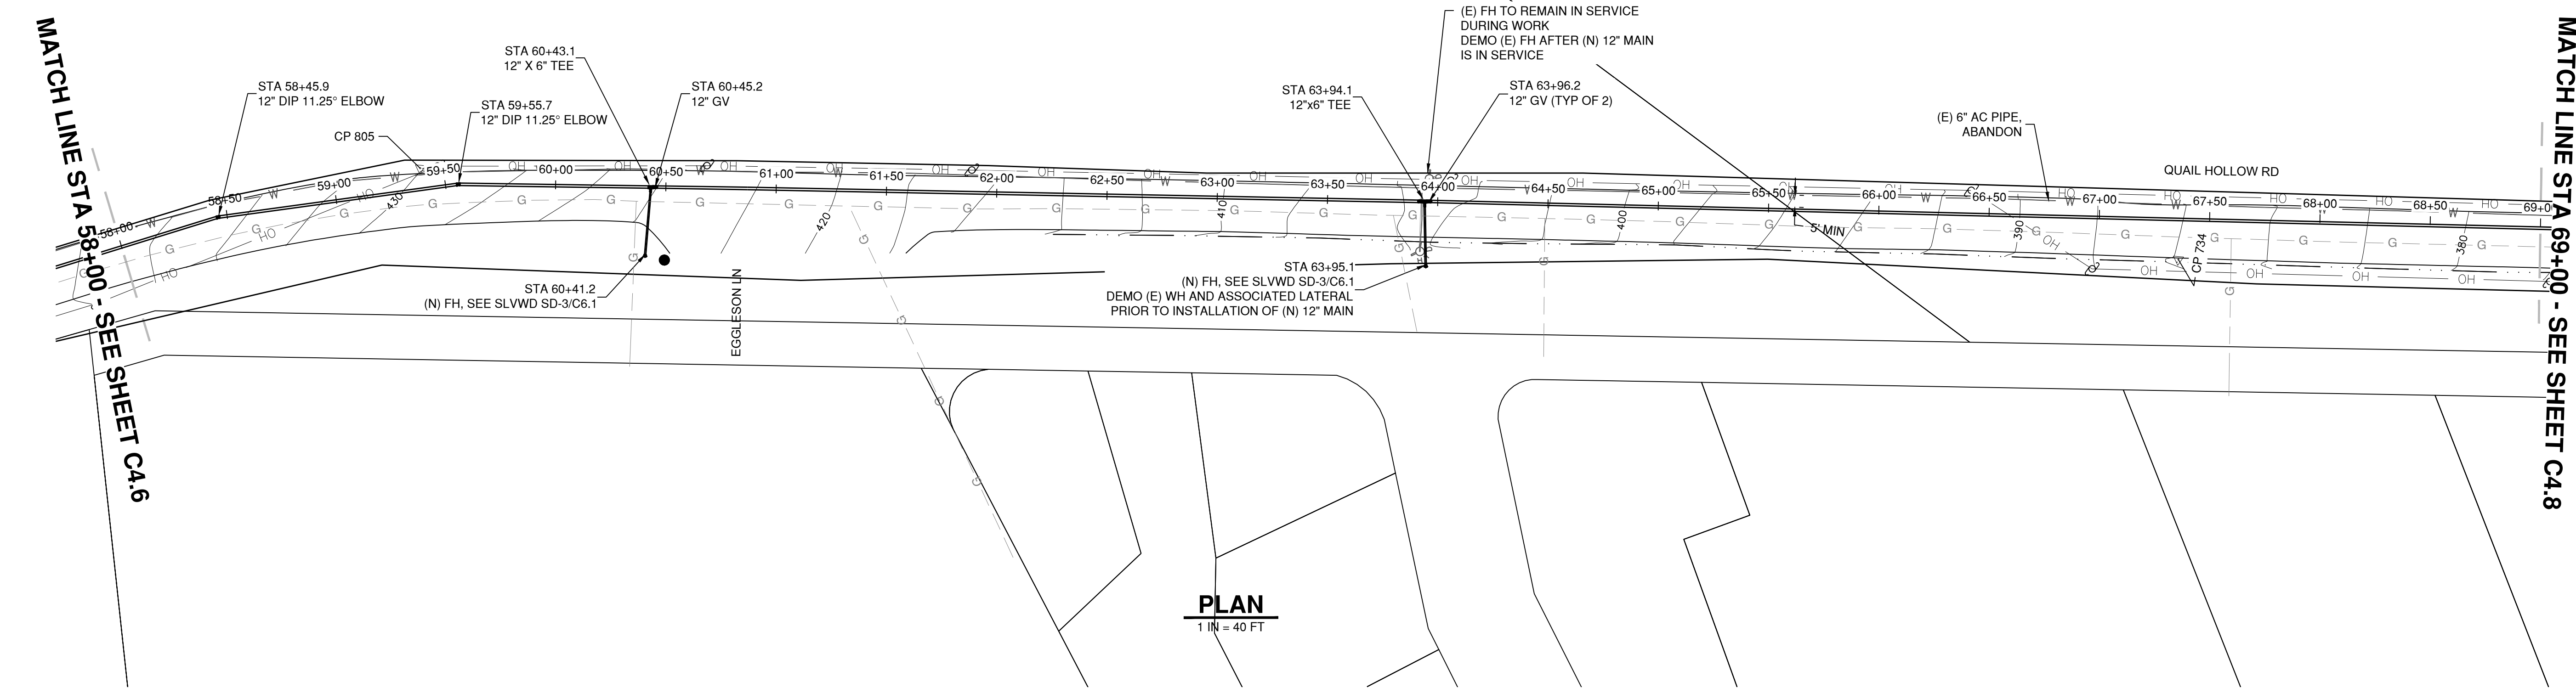 (E) FH TO REMAIN IN SERVICE
DURING WORK
DEMO (E) FH AFTER (N) 12" MAIN
IS IN SERVICE
MATCH LINE STA 58+00 - SEE SHEET C4.6
STA 58+45.9
12" DIP 11.25° ELBOW
CP 805
STA 60+43.1
12" X 6" TEE
STA 59+55.7
12" DIP 11.25° ELBOW
STA 60+45.2
12" GV
STA 63+94.1
12"x6" TEE
STA 63+96.2
12" GV (TYP OF 2)
(E) 6" AC PIPE,
ABANDON
QUAIL HOLLOW RD
MATCH LINE STA 69+00 - SEE SHEET C4.8
58+00
58+50
59+00
59+50
60+00
60+50
61+00
61+50
62+00
62+50
63+00
63+50
64+00
64+50
65+00
65+50
66+00
66+50
67+00
67+50
68+00
68+50
69+0
430
420
410
400
390
380
5' MIN
CP 734
STA 60+41.2
(N) FH, SEE SLVWD SD-3/C6.1
EGGLESON LN
STA 63+95.1
(N) FH, SEE SLVWD SD-3/C6.1
DEMO (E) WH AND ASSOCIATED LATERAL
PRIOR TO INSTALLATION OF (N) 12" MAIN
PLAN
1 IN = 40 FT